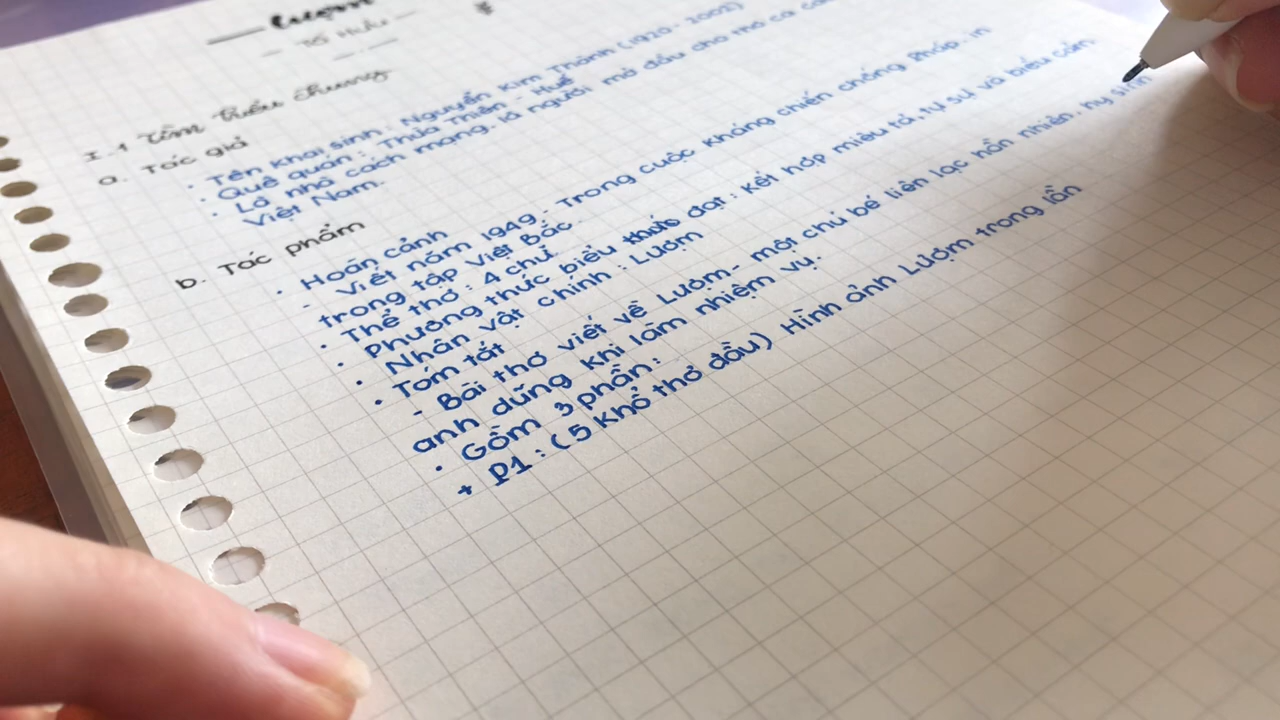 Lượm
- Tố Hữu -
I.1 Tìm hiểu chung
a. Tác giả
· Tên khai sinh: Nguyễn Kim Thành (1920 - 2002)
· Quê quán: Thừa Thiên - Huế
· Là nhà cách mạng, là người mở đầu cho thơ ca
Việt Nam.
b. Tác phẩm
· Hoàn cảnh
- Viết năm 1949. Trong cuộc kháng chiến chống Pháp, in
trong tập Việt Bắc.
· Thể thơ: 4 chữ
· Phương thức biểu đạt: kết hợp miêu tả, tự sự và biểu cảm
· Nhân vật chính: Lượm
· Tóm tắt
- Bài thơ viết về Lượm- một chú bé liên lạc hồn nhiên, hy sinh
anh dũng khi làm nhiệm vụ.
· Gồm 3 phần:
+ P1: (5 khổ thơ đầu) Hình ảnh Lượm trong lần